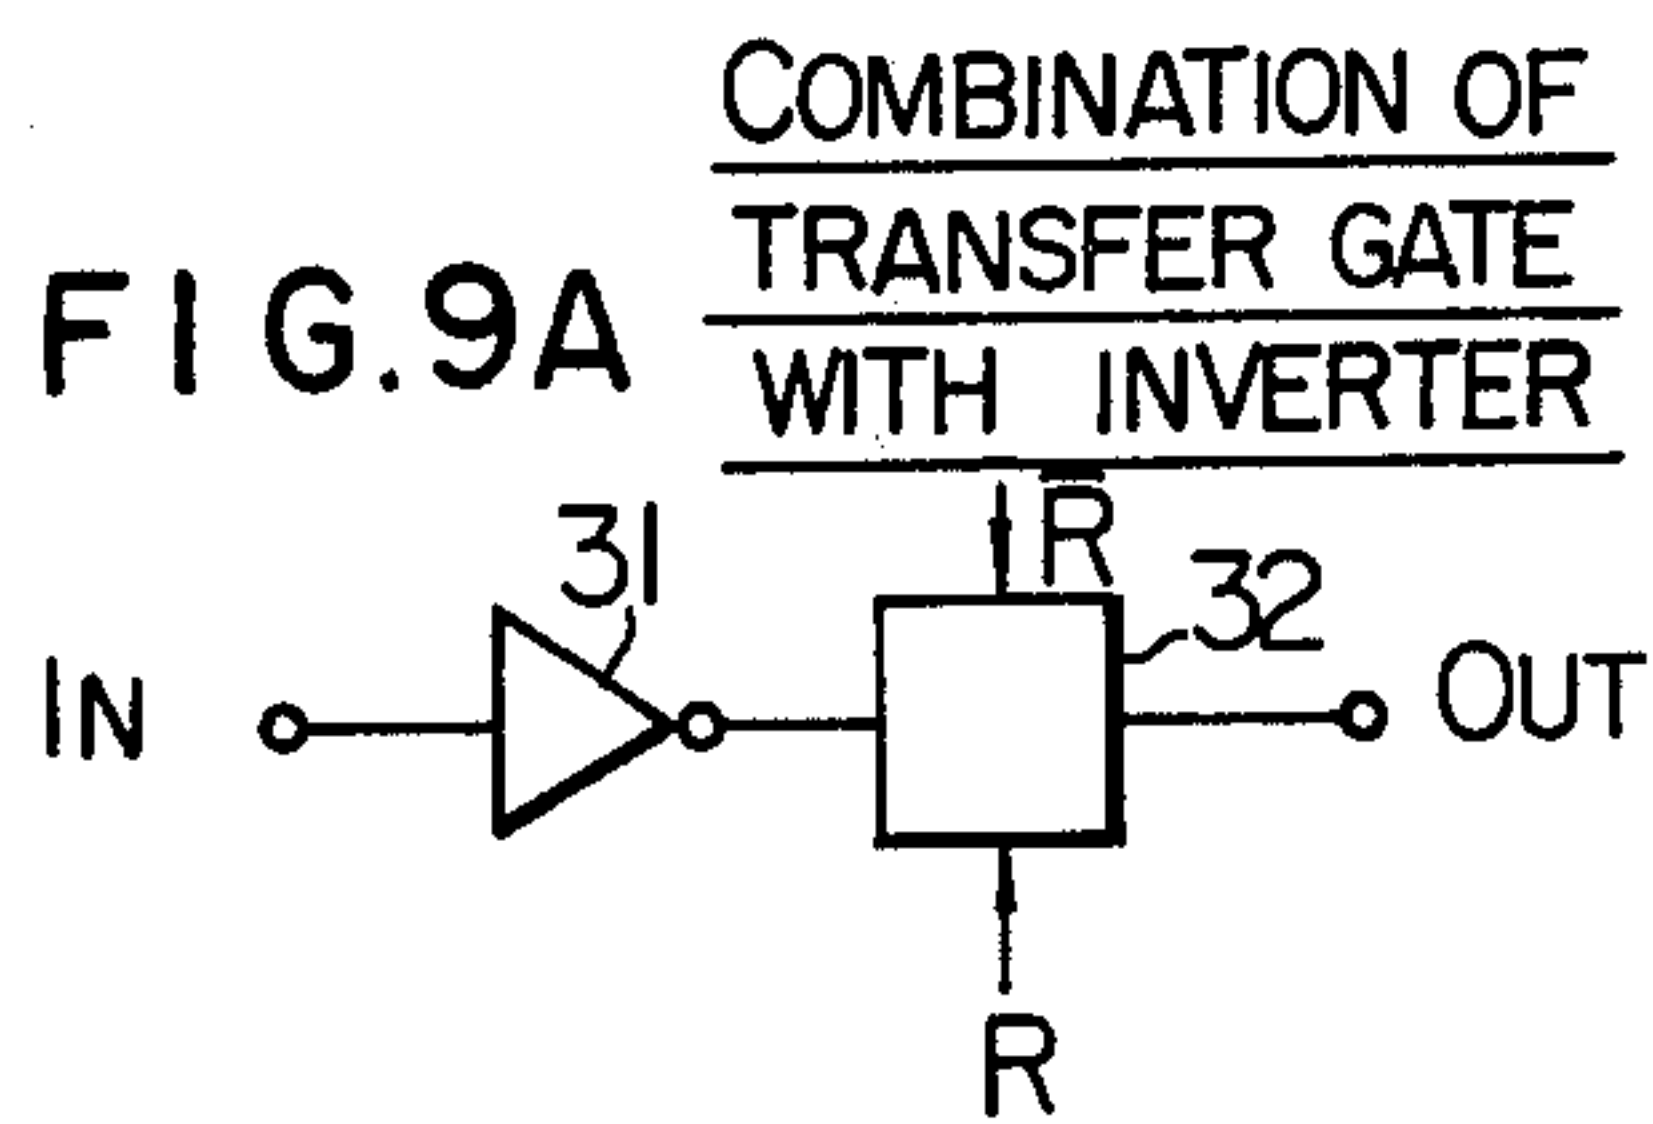 COMBINATION OF
TRANSFER GATE
WITH INVERTER
FIG.9A
R̅
31
32
IN
OUT
R